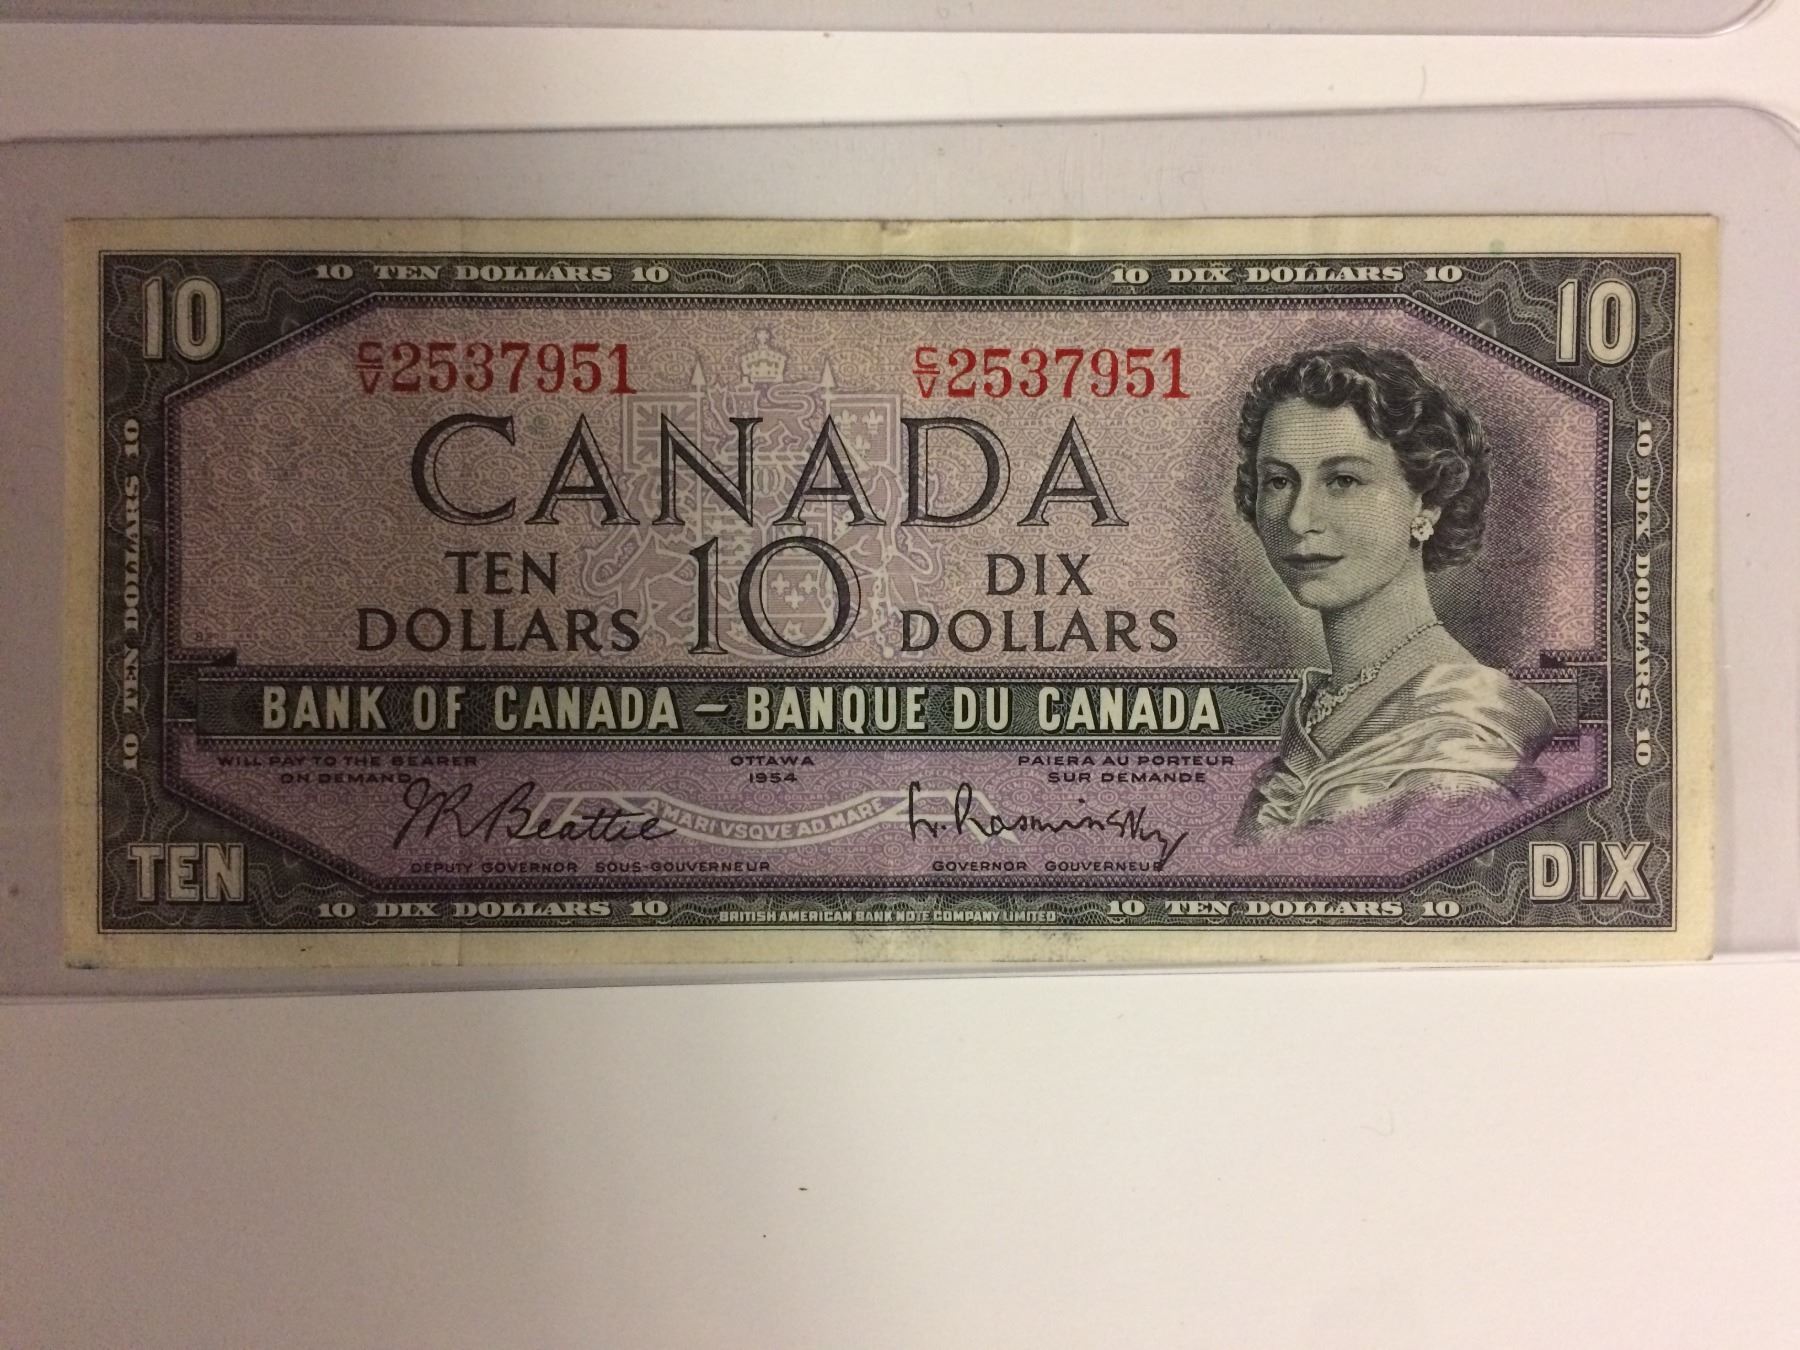 10 TEN DOLLARS 10
10 DIX DOLLARS 10
10
10
C/V 2537951
C/V 2537951
CANADA
10 TEN DOLLARS 10
10 DIX DOLLARS 10
TEN
DOLLARS
10
DIX
DOLLARS
BANK OF CANADA – BANQUE DU CANADA
WILL PAY TO THE BEARER
ON DEMAND
OTTAWA
1954
PAIERA AU PORTEUR
SUR DEMANDE
JR Beattie
A MARI VSQVE AD MARE
L. Rasminsky
DEPUTY GOVERNOR SOUS-GOUVERNEUR
GOVERNOR GOUVERNEUR
TEN
DIX
10 DIX DOLLARS 10
BRITISH AMERICAN BANK NOTE COMPANY LIMITED
10 TEN DOLLARS 10